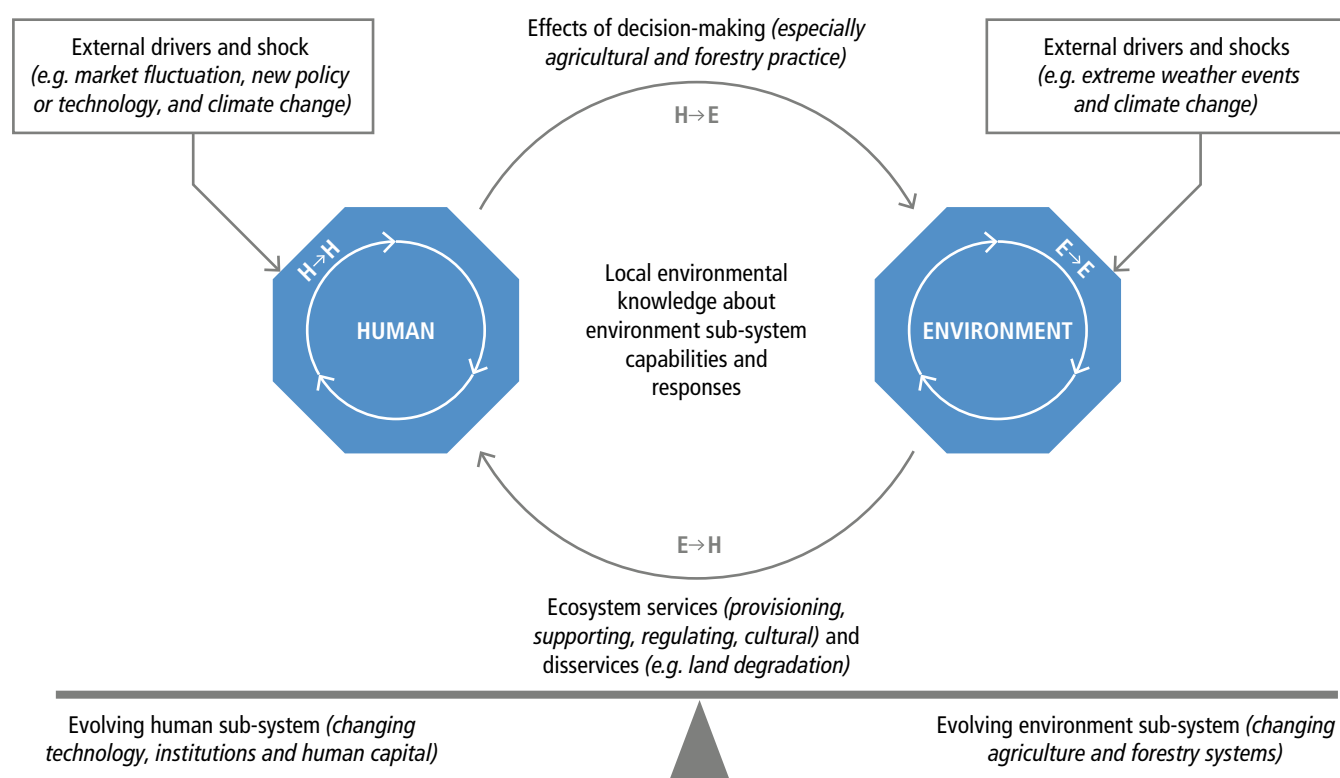 External drivers and shock
(e.g. market fluctuation, new policy
or technology, and climate change)
Effects of decision-making (especially
agricultural and forestry practice)
External drivers and shocks
(e.g. extreme weather events
and climate change)
H→E
H→H
HUMAN
Local environmental
knowledge about
environment sub-system
capabilities and
responses
E→E
ENVIRONMENT
E→H
Ecosystem services (provisioning,
supporting, regulating, cultural) and
disservices (e.g. land degradation)
Evolving human sub-system (changing
technology, institutions and human capital)
Evolving environment sub-system (changing
agriculture and forestry systems)